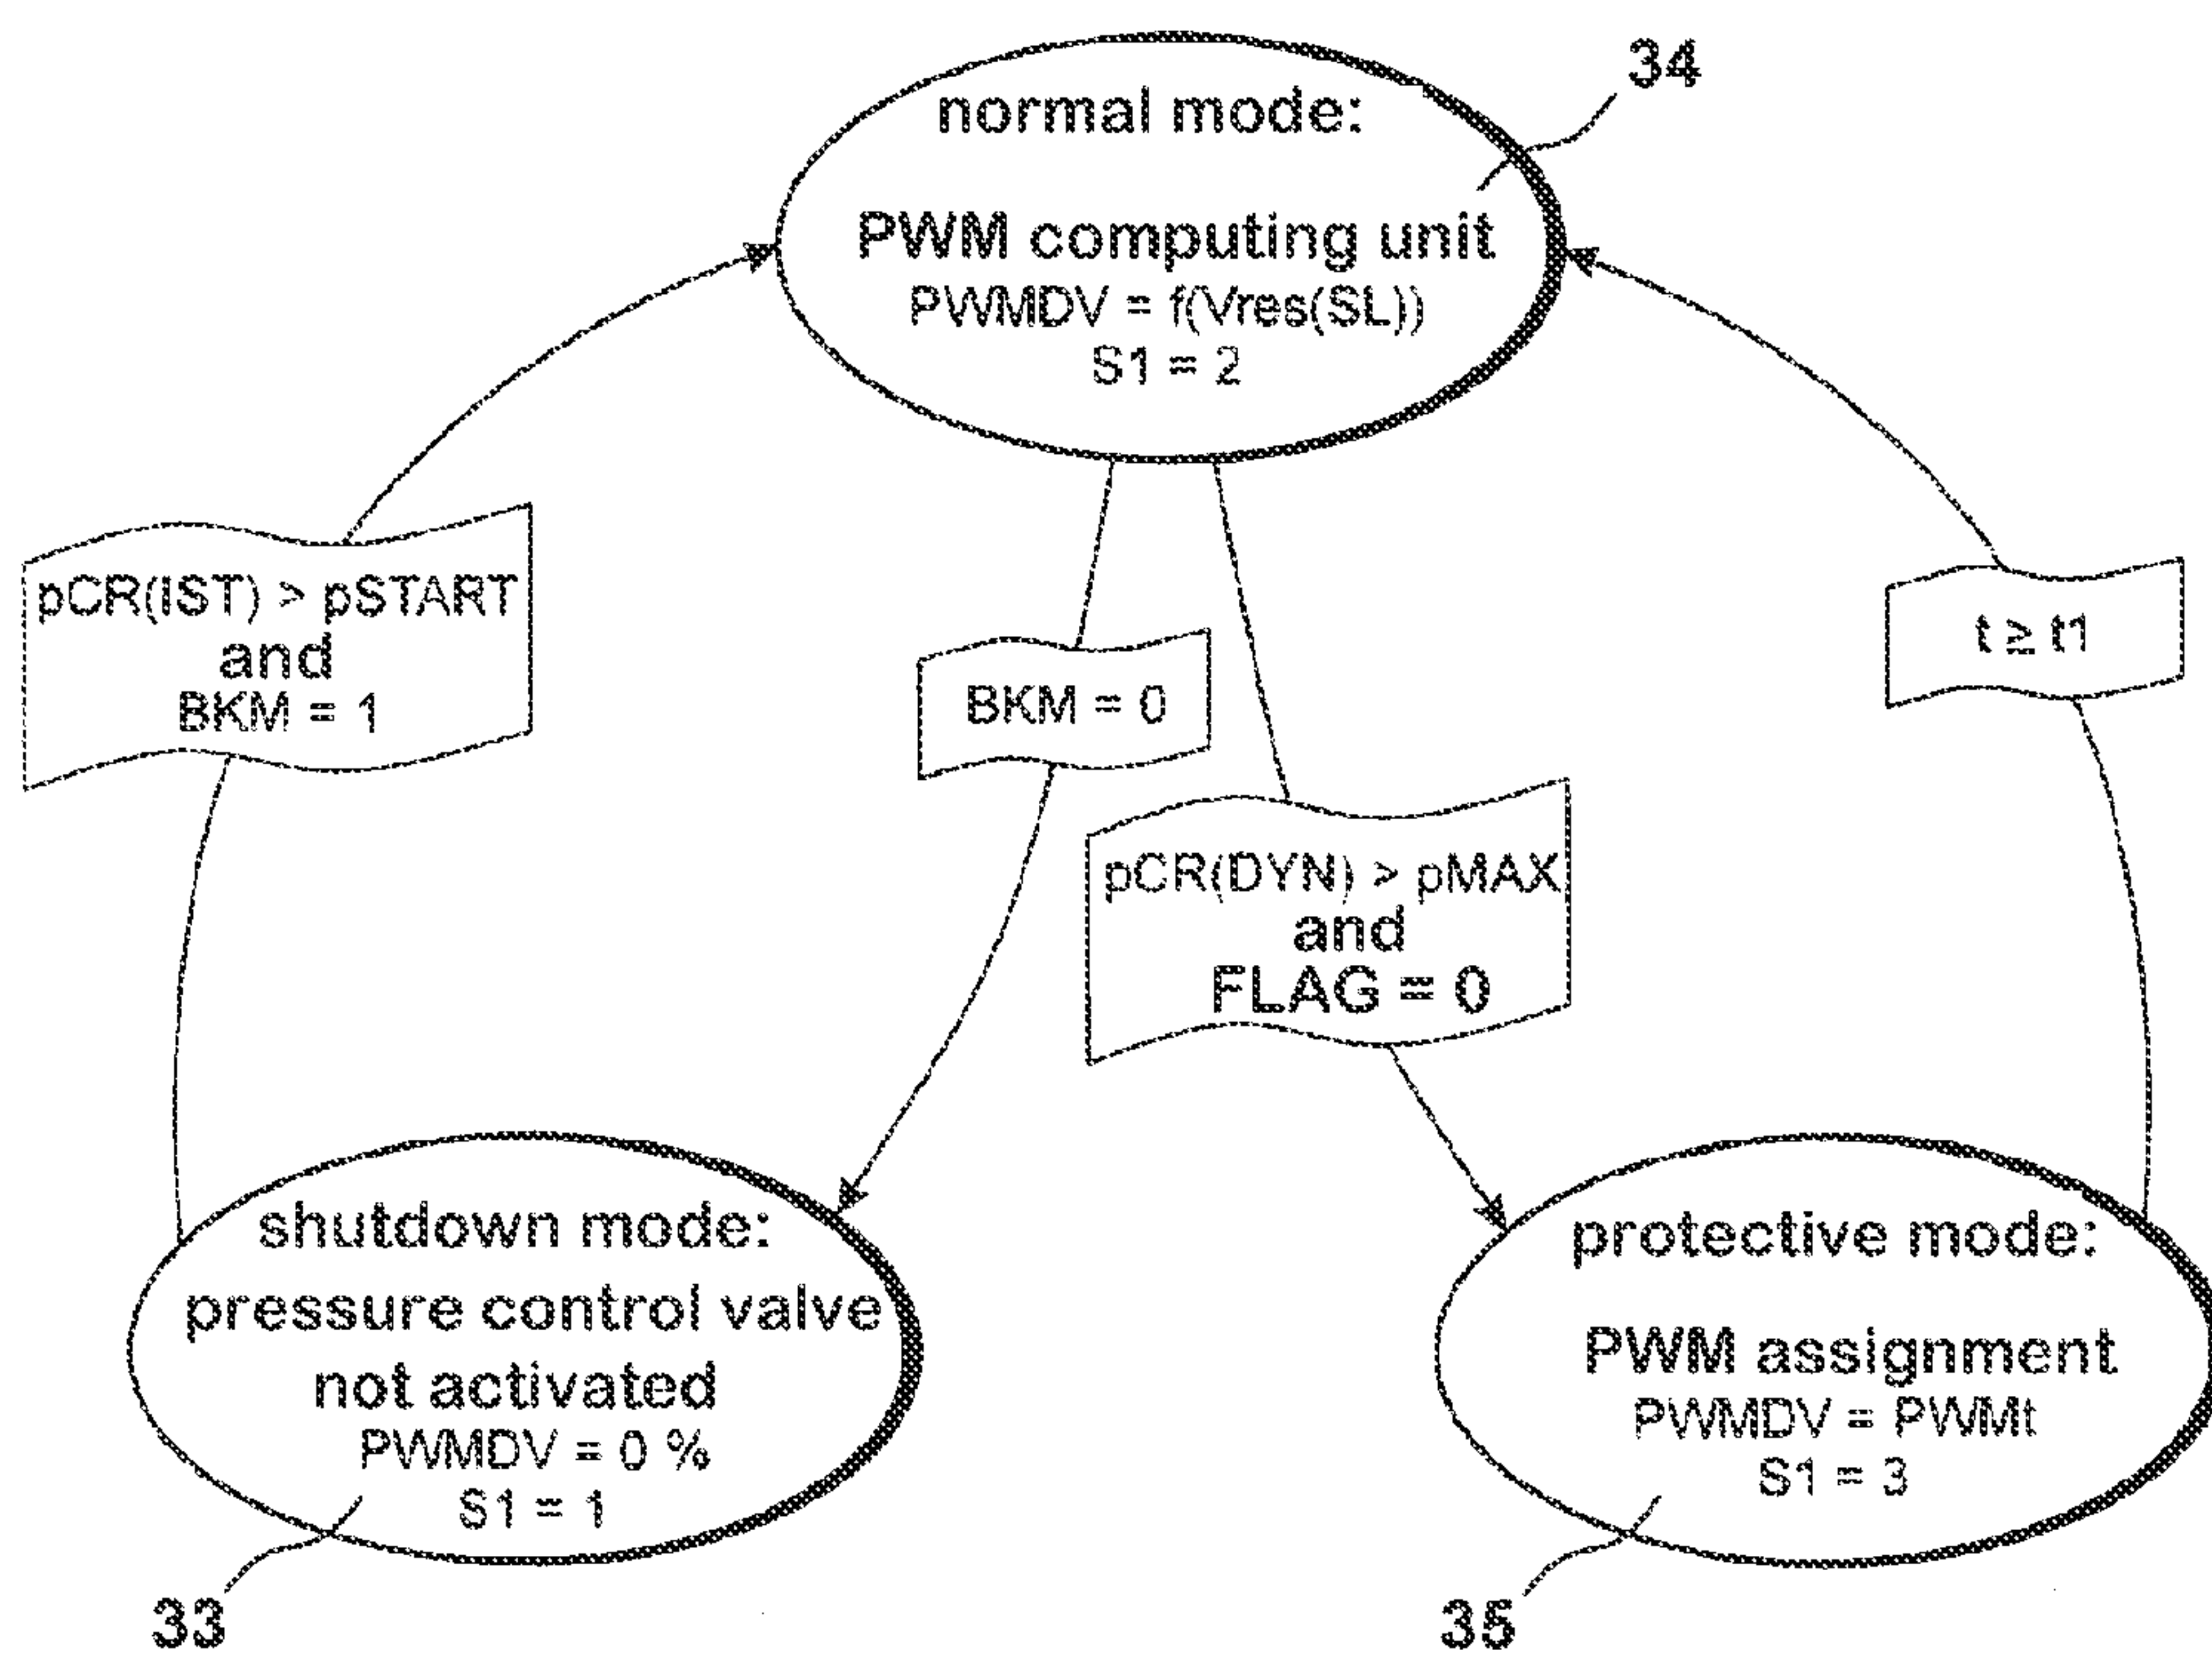 34
normal mode:
PWM computing unit
PWMDV = f(Vres(SL))
S1 = 2
pCR(IST) > pSTART
and
BKM = 1
BKM = 0
pCR(DYN) > pMAX
and
FLAG = 0
t ≥ t1
shutdown mode:
pressure control valve
not activated
PWMDV = 0 %
S1 = 1
33
protective mode:
PWM assignment
PWMDV = PWMt
S1 = 3
35